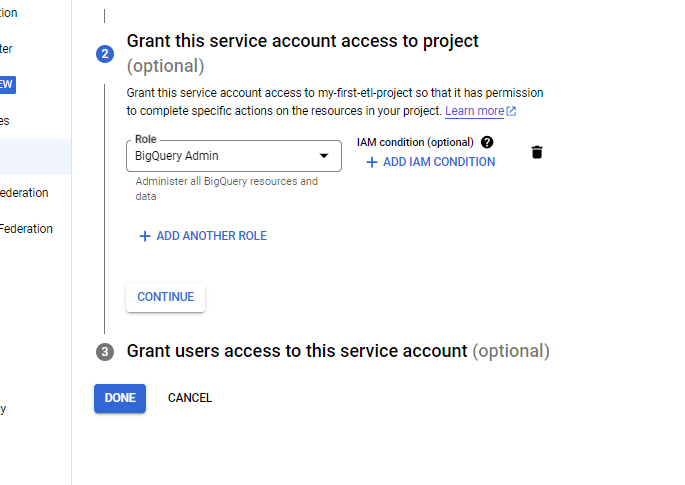 tion
ter
EW
es
ederation
Federation
y
2
Grant this service account access to project
(optional)
Grant this service account access to my-first-etl-project so that it has permission
to complete specific actions on the resources in your project. Learn more
Role
BigQuery Admin
IAM condition (optional) ?
+ ADD IAM CONDITION
Administer all BigQuery resources and
data
+ ADD ANOTHER ROLE
CONTINUE
3
Grant users access to this service account (optional)
DONE
CANCEL